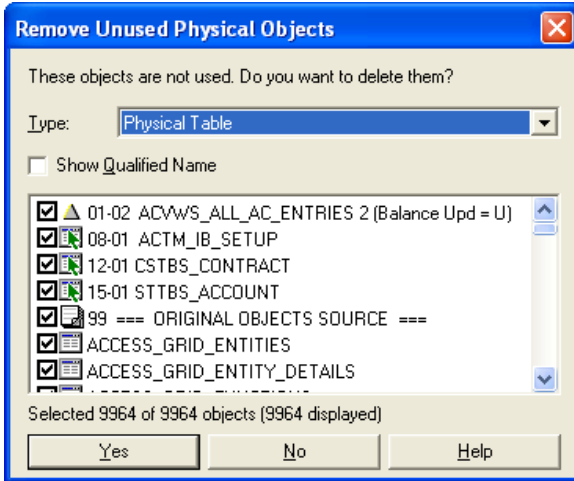 Remove Unused Physical Objects
These objects are not used. Do you want to delete them?
Type: Physical Table
Show Qualified Name
01-02 ACVWS_ALL_AC_ENTRIES 2 (Balance Upd = U)
08-01 ACTM_IB_SETUP
12-01 CSTBS_CONTRACT
15-01 STTBS_ACCOUNT
99 === ORIGINAL OBJECTS SOURCE ===
ACCESS_GRID_ENTITIES
ACCESS_GRID_ENTITY_DETAILS
Selected 9964 of 9964 objects (9964 displayed)
Yes No Help